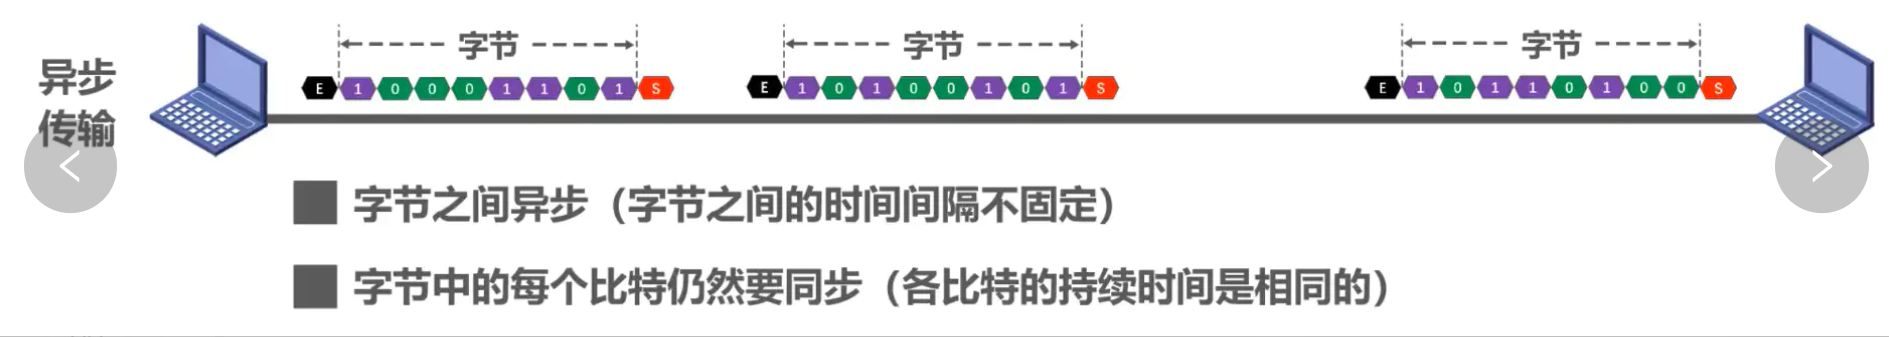 异步
传输
字节 字节 字节
E 1 0 0 0 1 1 0 1 S E 1 0 1 0 0 1 0 1 S E 1 0 1 1 0 1 0 0 S
字节之间异步（字节之间的时间间隔不固定）
字节中的每个比特仍然要同步（各比特的持续时间是相同的）